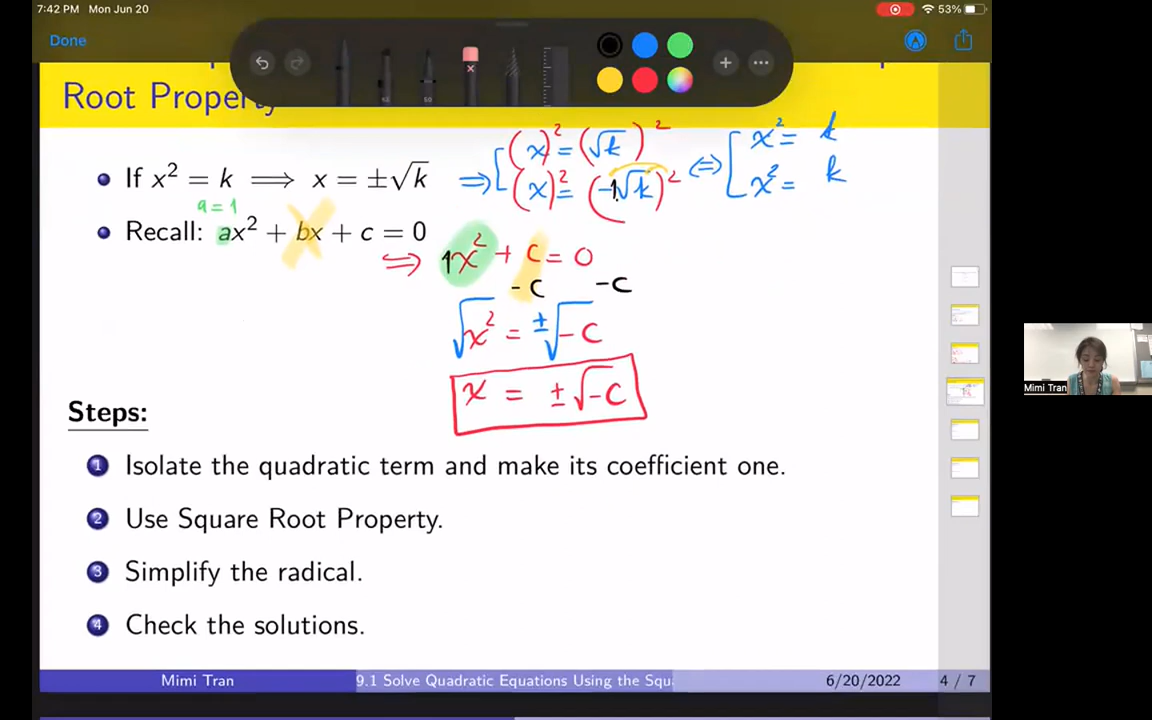 7:42 PM Mon Jun 20
53%
Done
Root Property
(x)² = (√k)²
⇒ (x)² = (-1√k)²
⇔ x² = k
x² = k
If x² = k ⟹ x = ±√k
a = 1
Recall: ax² + bx + c = 0
⇔ 1x² + c = 0
-c -c
√x² = ±√-c
x = ±√-c
Mimi Tran
Steps:
1 Isolate the quadratic term and make its coefficient one.
2 Use Square Root Property.
3 Simplify the radical.
4 Check the solutions.
Mimi Tran 9.1 Solve Quadratic Equations Using the Squ 6/20/2022 4 / 7